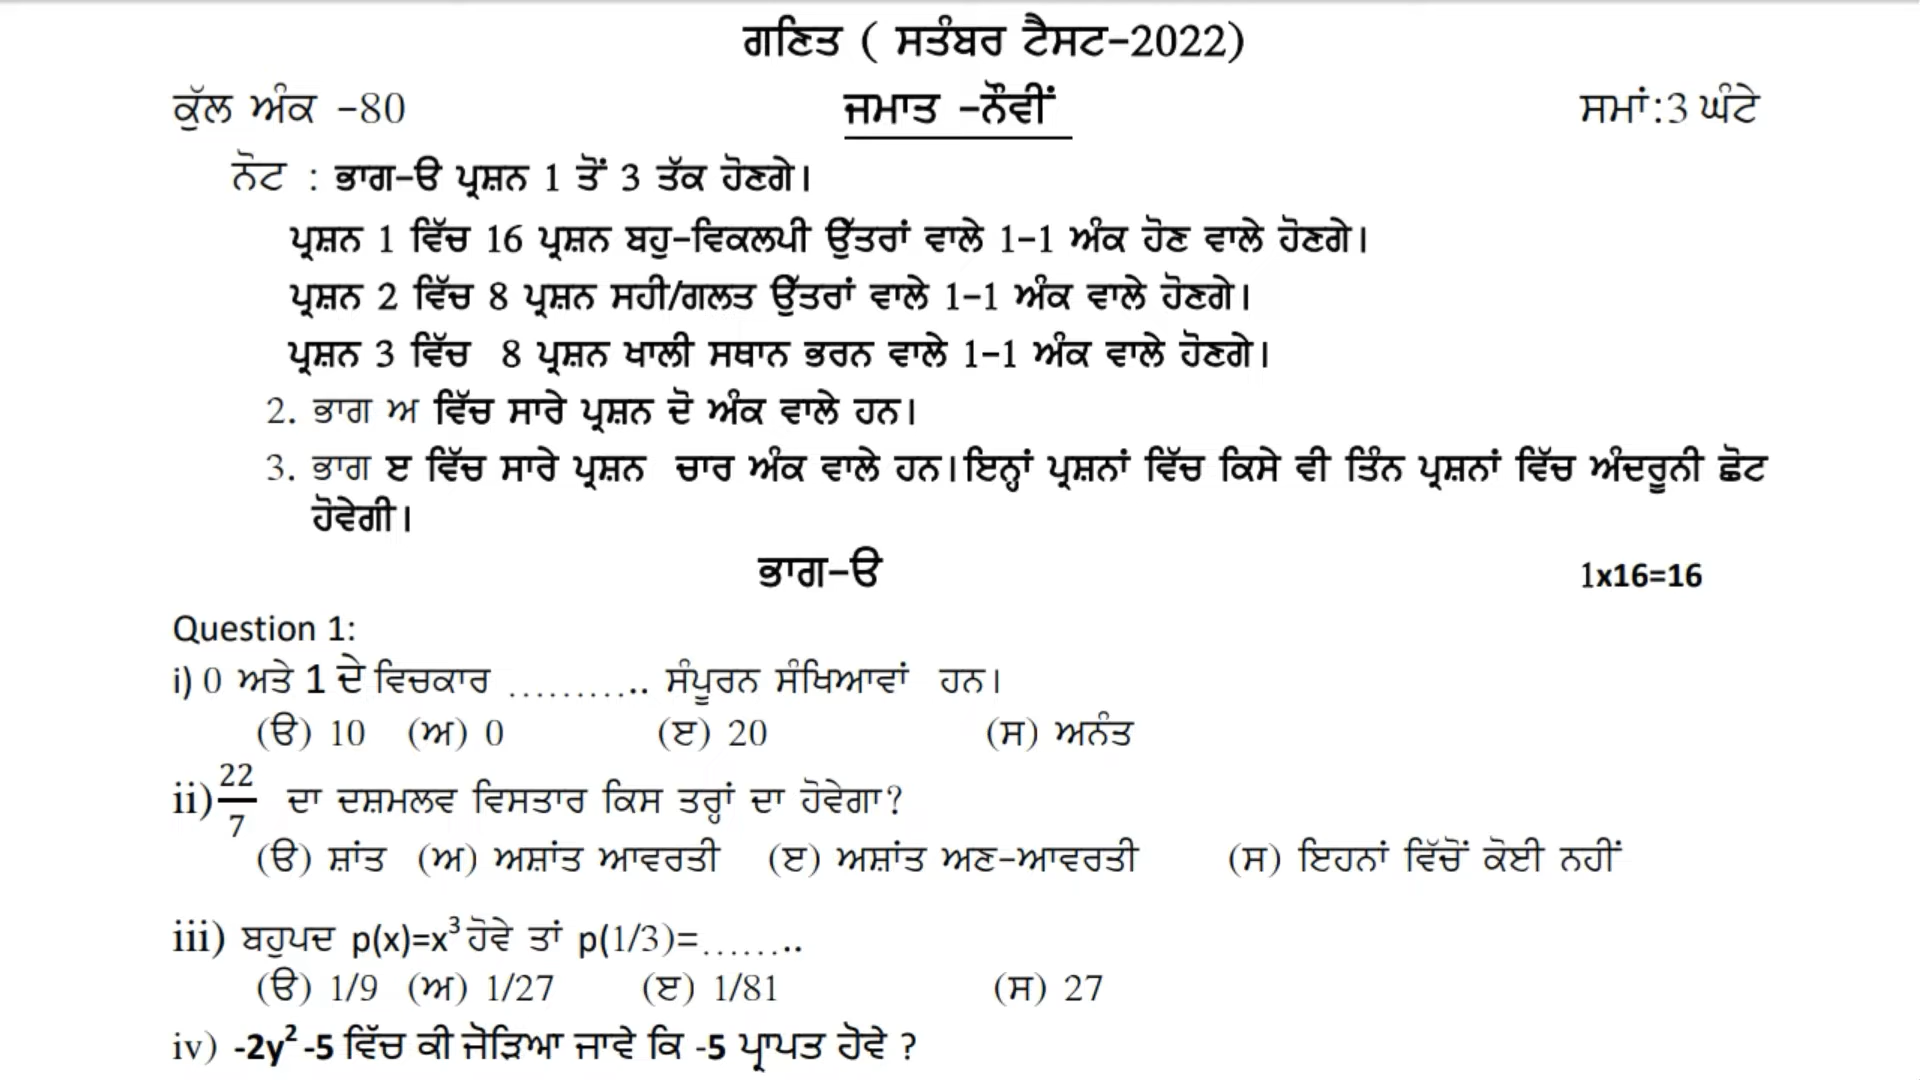 ਗਣਿਤ ( ਸਤੰਬਰ ਟੈਸਟ-2022)
ਕੁੱਲ ਅੰਕ -80 ਜਮਾਤ -ਨੌਵੀਂ ਸਮਾਂ:3 ਘੰਟੇ
ਨੋਟ : ਭਾਗ-ੳ ਪ੍ਰਸ਼ਨ 1 ਤੋਂ 3 ਤੱਕ ਹੋਣਗੇ।
ਪ੍ਰਸ਼ਨ 1 ਵਿੱਚ 16 ਪ੍ਰਸ਼ਨ ਬਹੁ-ਵਿਕਲਪੀ ਉੱਤਰਾਂ ਵਾਲੇ 1-1 ਅੰਕ ਹੋਣ ਵਾਲੇ ਹੋਣਗੇ।
ਪ੍ਰਸ਼ਨ 2 ਵਿੱਚ 8 ਪ੍ਰਸ਼ਨ ਸਹੀ/ਗਲਤ ਉੱਤਰਾਂ ਵਾਲੇ 1-1 ਅੰਕ ਵਾਲੇ ਹੋਣਗੇ।
ਪ੍ਰਸ਼ਨ 3 ਵਿੱਚ 8 ਪ੍ਰਸ਼ਨ ਖਾਲੀ ਸਥਾਨ ਭਰਨ ਵਾਲੇ 1-1 ਅੰਕ ਵਾਲੇ ਹੋਣਗੇ।
2. ਭਾਗ ਅ ਵਿੱਚ ਸਾਰੇ ਪ੍ਰਸ਼ਨ ਦੋ ਅੰਕ ਵਾਲੇ ਹਨ।
3. ਭਾਗ ੲ ਵਿੱਚ ਸਾਰੇ ਪ੍ਰਸ਼ਨ ਚਾਰ ਅੰਕ ਵਾਲੇ ਹਨ।ਇਨ੍ਹਾਂ ਪ੍ਰਸ਼ਨਾਂ ਵਿੱਚ ਕਿਸੇ ਵੀ ਤਿੰਨ ਪ੍ਰਸ਼ਨਾਂ ਵਿੱਚ ਅੰਦਰੂਨੀ ਛੋਟ
ਹੋਵੇਗੀ।
ਭਾਗ-ੳ 1x16=16
Question 1:
i) 0 ਅਤੇ 1 ਦੇ ਵਿਚਕਾਰ ........... ਸੰਪੂਰਨ ਸੰਖਿਆਵਾਂ ਹਨ।
(ੳ) 10 (ਅ) 0 (ੲ) 20 (ਸ) ਅਨੰਤ
ii) 22/7 ਦਾ ਦਸ਼ਮਲਵ ਵਿਸਤਾਰ ਕਿਸ ਤਰ੍ਹਾਂ ਦਾ ਹੋਵੇਗਾ?
(ੳ) ਸ਼ਾਂਤ (ਅ) ਅਸ਼ਾਂਤ ਆਵਰਤੀ (ੲ) ਅਸ਼ਾਂਤ ਅਣ-ਆਵਰਤੀ (ਸ) ਇਹਨਾਂ ਵਿੱਚੋਂ ਕੋਈ ਨਹੀਂ
iii) ਬਹੁਪਦ p(x)=x³ ਹੋਵੇ ਤਾਂ p(1/3)=........
(ੳ) 1/9 (ਅ) 1/27 (ੲ) 1/81 (ਸ) 27
iv) -2y² -5 ਵਿੱਚ ਕੀ ਜੋੜਿਆ ਜਾਵੇ ਕਿ -5 ਪ੍ਰਾਪਤ ਹੋਵੇ ?